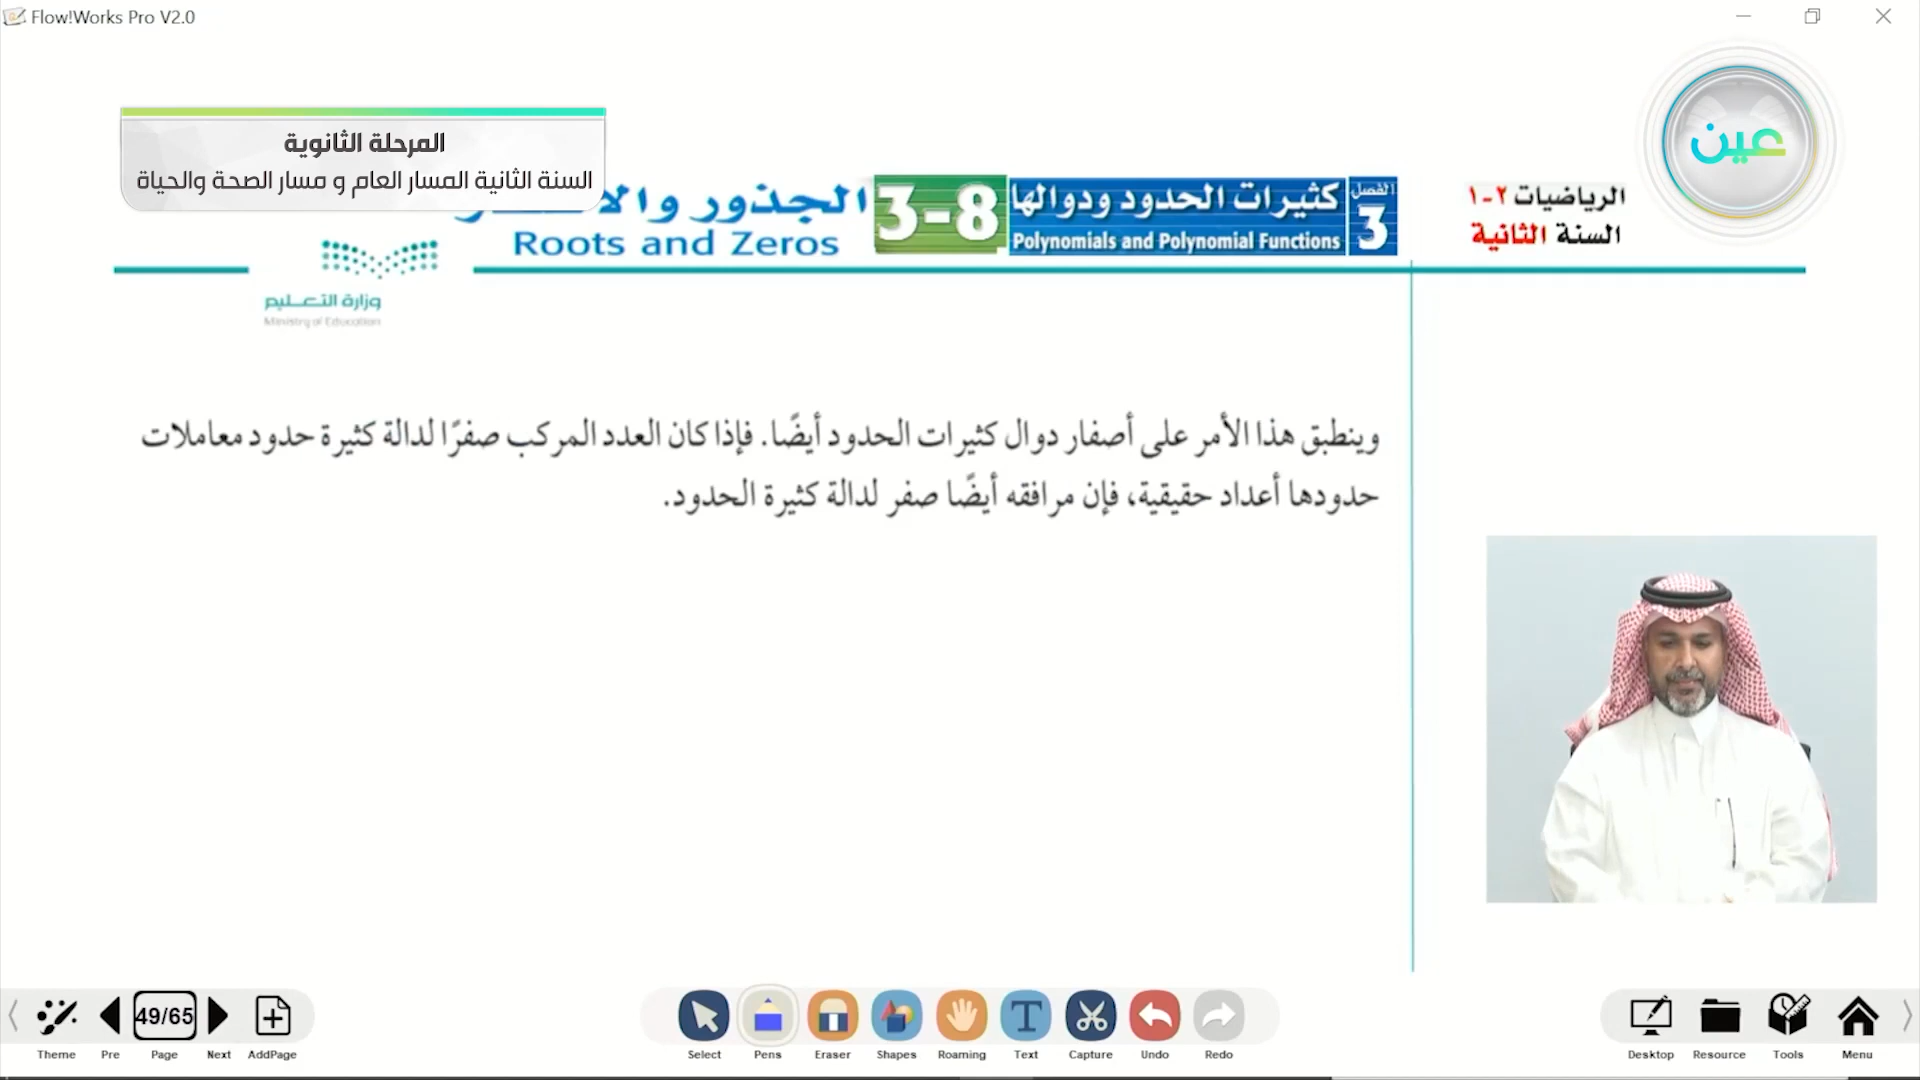 Flow!Works Pro V2.0
المرحلة الثانوية
السنة الثانية المسار العام و مسار الصحة والحياة
عين
الرياضيات ٢-١
السنة الثانية
الفصل 3
كثيرات الحدود ودوالها
Polynomials and Polynomial Functions
3-8
الجذور
Roots and Zeros
وزارة التعليم
Ministry of Education
وينطبق هذا الأمر على أصفار دوال كثيرات الحدود أيضًا. فإذا كان العدد المركب صفرًا لدالة كثيرة حدود معاملات
حدودها أعداد حقيقية، فإن مرافقه أيضًا صفر لدالة كثيرة الحدود.
49/65
Theme Pre Page Next AddPage
Select Pens Eraser Shapes Roaming Text Capture Undo Redo
Desktop Resource Tools Menu